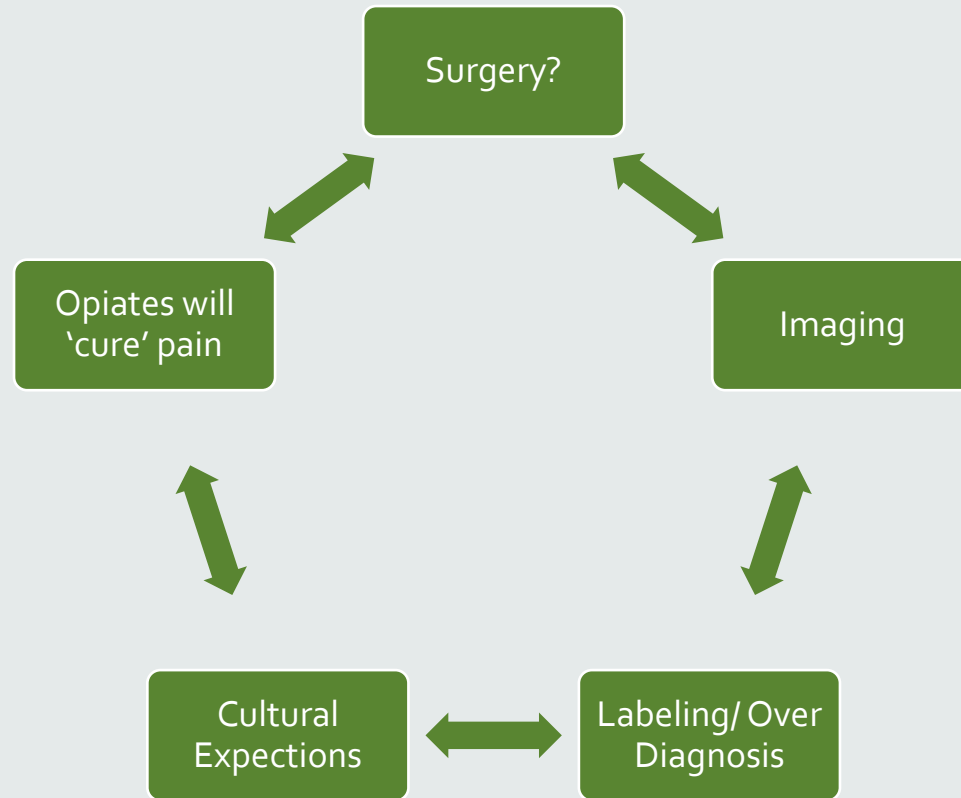 Surgery?
Opiates will
‘cure’ pain
Imaging
Cultural
Expections
Labeling/ Over
Diagnosis